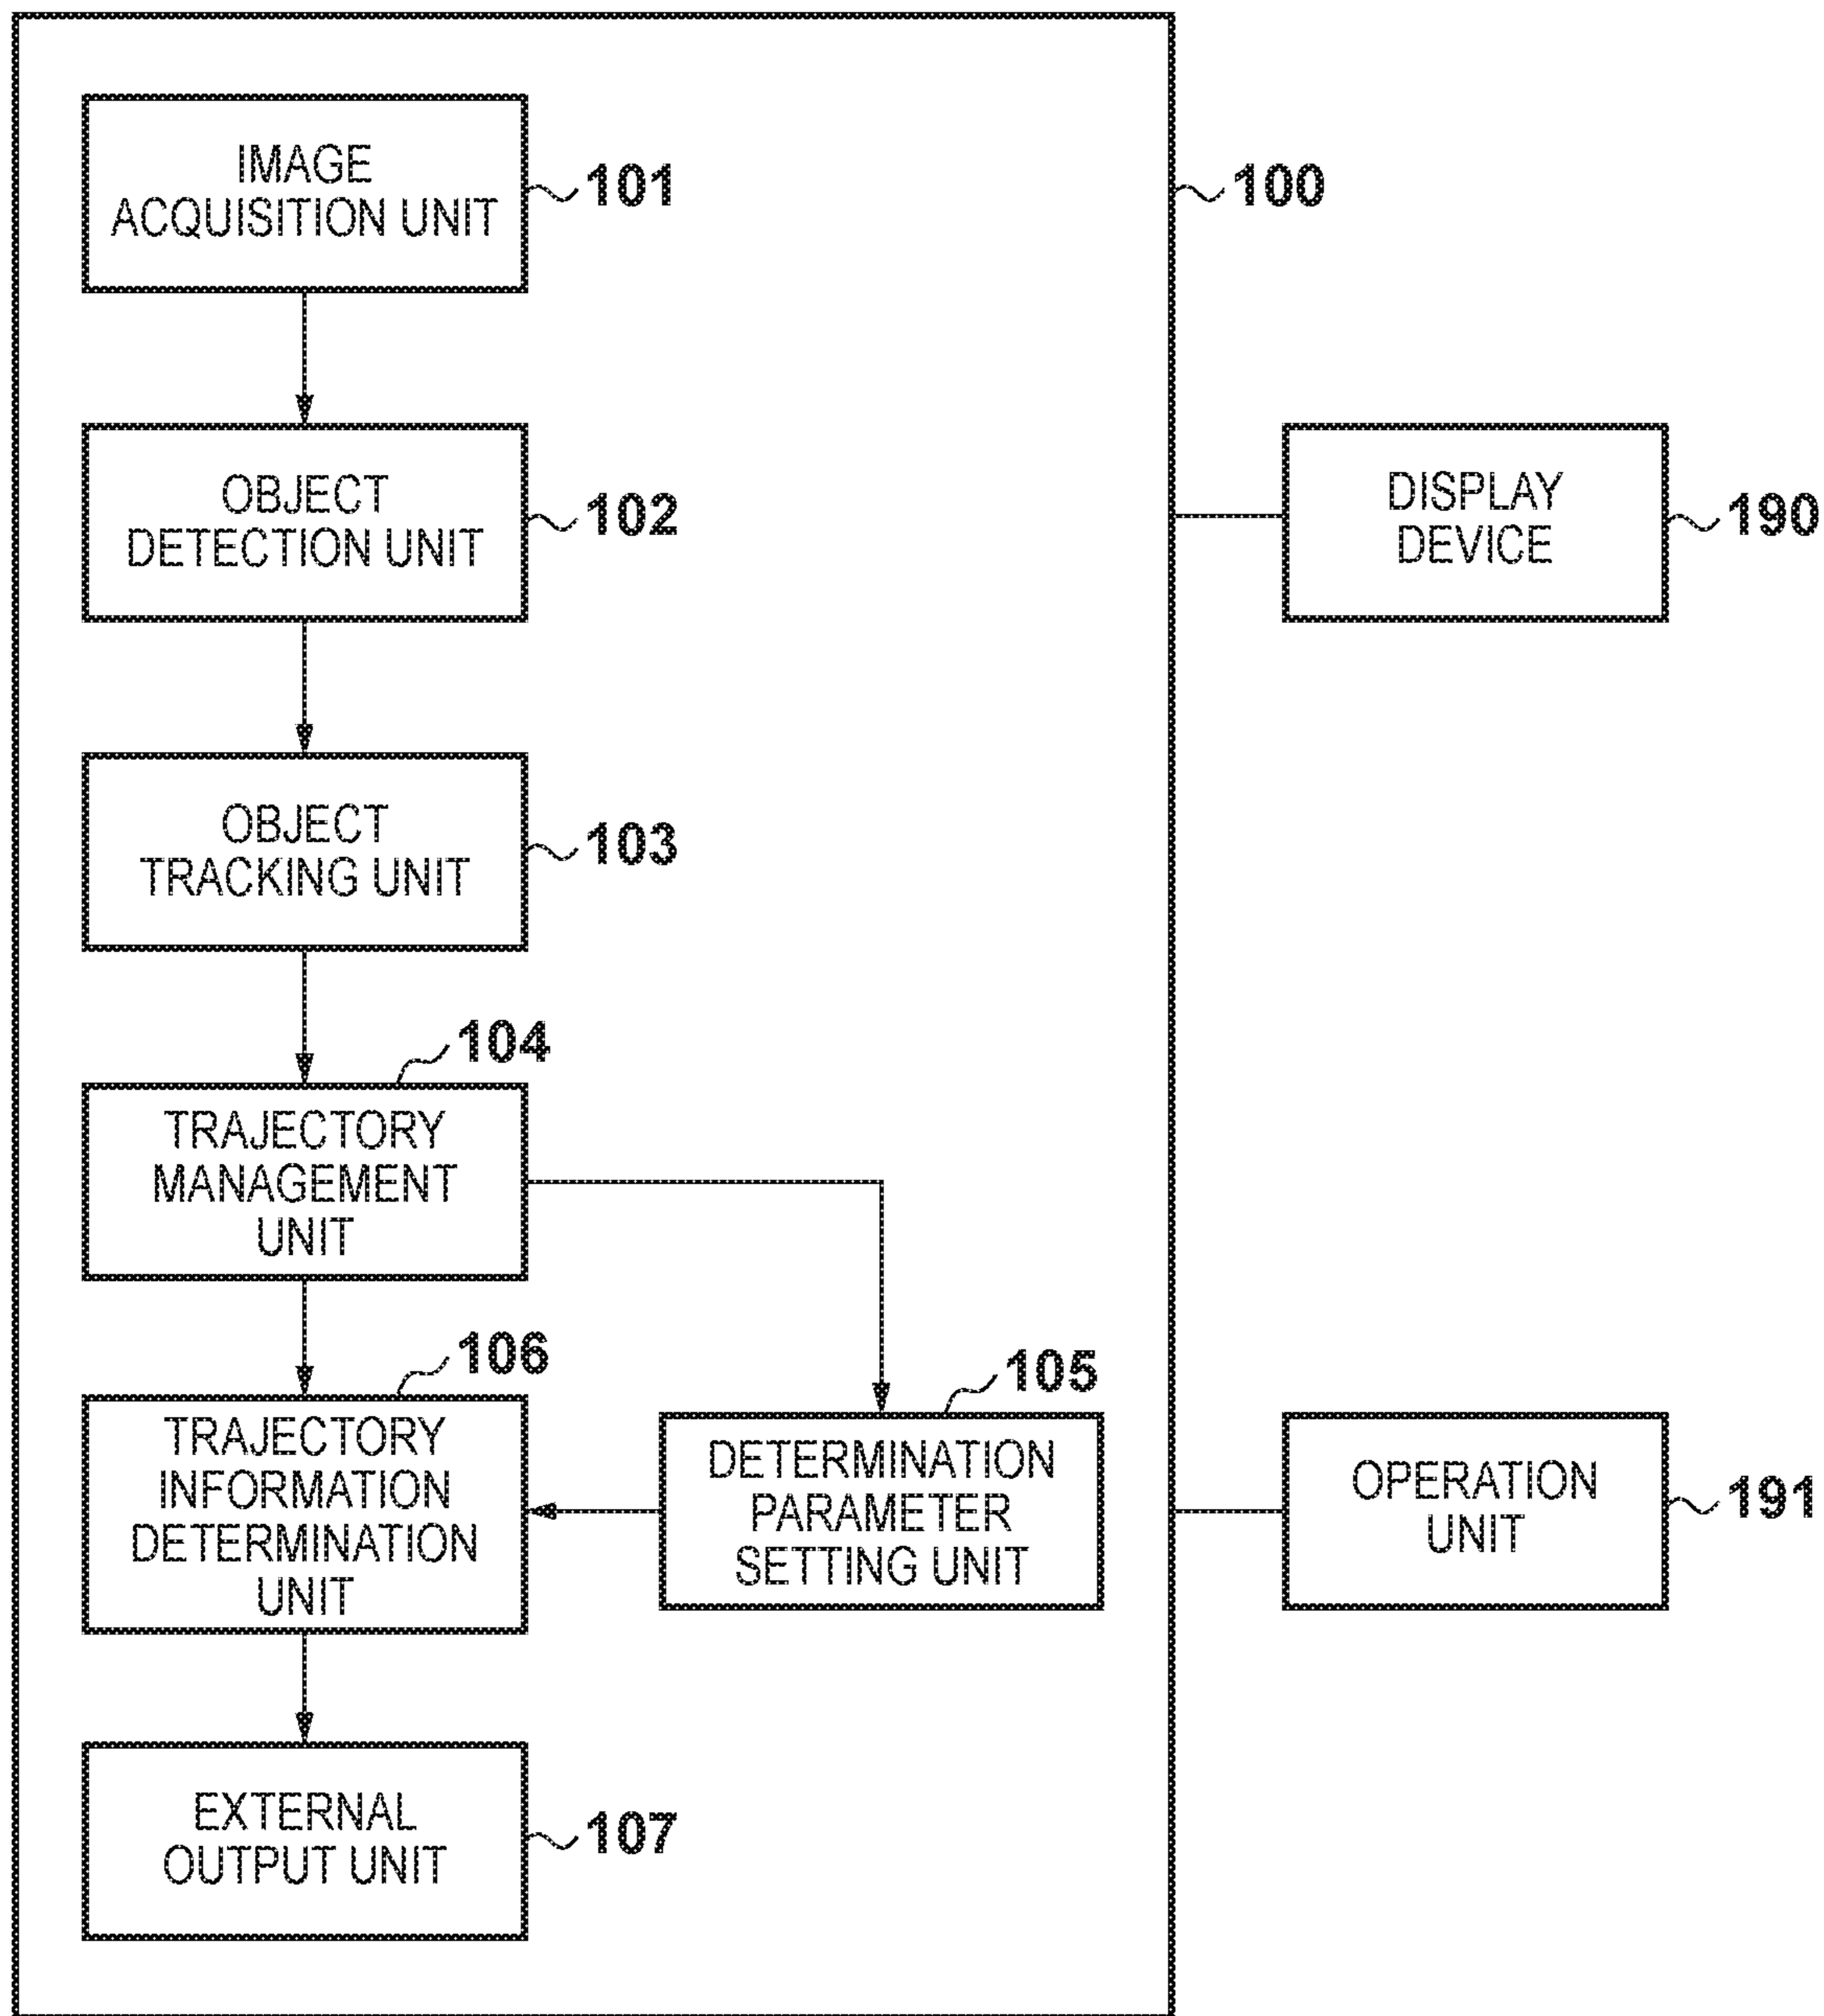 IMAGE
ACQUISITION UNIT
101
100
OBJECT
DETECTION UNIT
102
DISPLAY
DEVICE
190
OBJECT
TRACKING UNIT
103
104
TRAJECTORY
MANAGEMENT
UNIT
106
TRAJECTORY
INFORMATION
DETERMINATION
UNIT
105
DETERMINATION
PARAMETER
SETTING UNIT
OPERATION
UNIT
191
EXTERNAL
OUTPUT UNIT
107